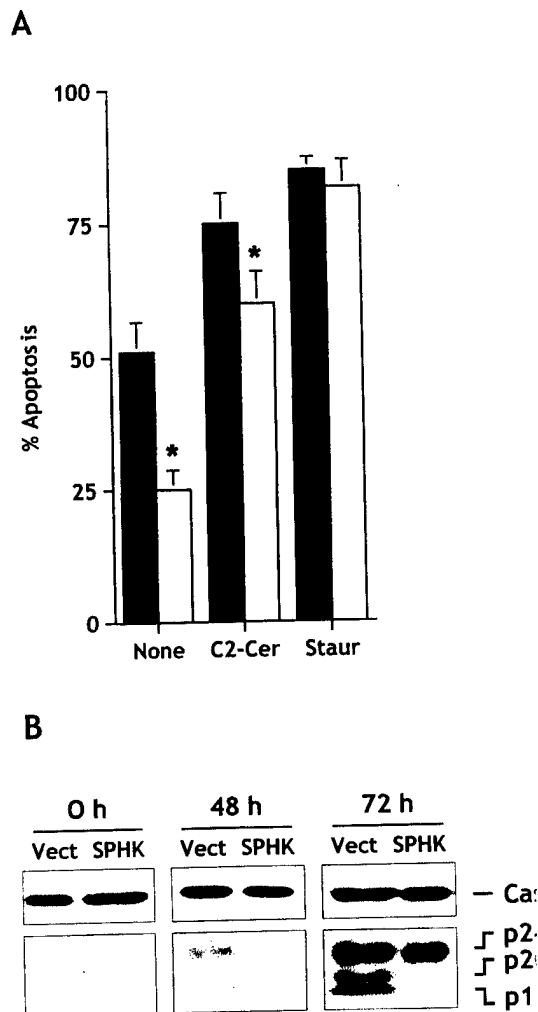 A
100
75
50
25
0
% Apoptosis
*
*
None C2-Cer Staur
B
0 h 48 h 72 h
Vect SPHK Vect SPHK Vect SPHK